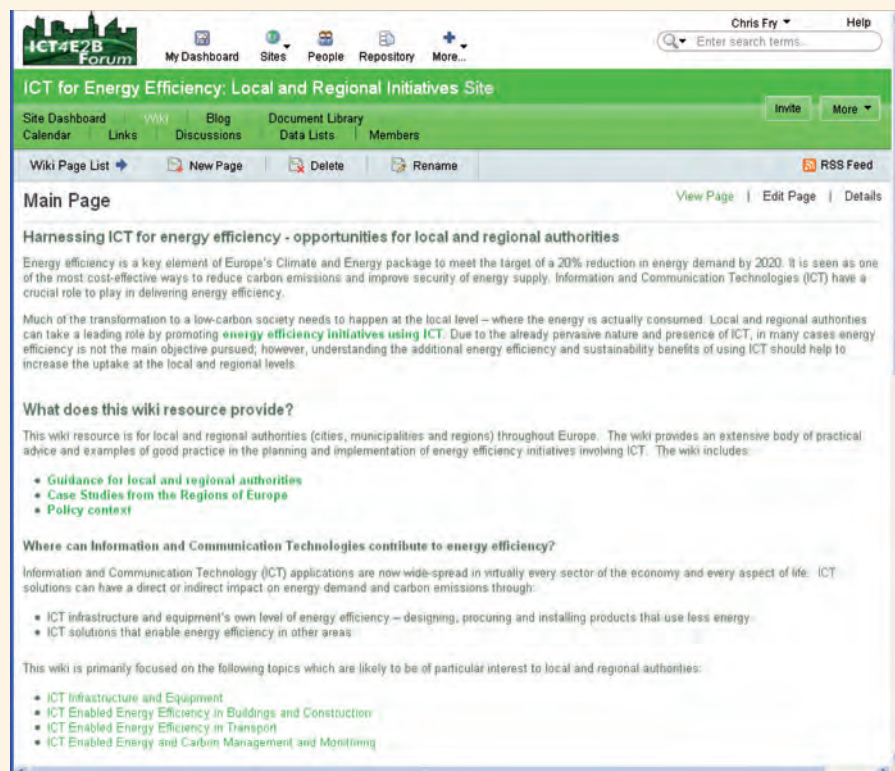 ICT4E2B
Forum
My Dashboard Sites People Repository More...
Chris Fry Help
Enter search terms...
ICT for Energy Efficiency: Local and Regional Initiatives Site
Site Dashboard Wiki Blog Document Library
Calendar Links Discussions Data Lists Members
Invite More
Wiki Page List New Page Delete Rename RSS Feed
Main Page
View Page | Edit Page | Details
Harnessing ICT for energy efficiency - opportunities for local and regional authorities
Energy efficiency is a key element of Europe's Climate and Energy package to meet the target of a 20% reduction in energy demand by 2020. It is seen as one
of the most cost-effective ways to reduce carbon emissions and improve security of energy supply. Information and Communication Technologies (ICT) have a
crucial role to play in delivering energy efficiency.
Much of the transformation to a low-carbon society needs to happen at the local level – where the energy is actually consumed. Local and regional authorities
can take a leading role by promoting energy efficiency initiatives using ICT. Due to the already pervasive nature and presence of ICT, in many cases energy
efficiency is not the main objective pursued; however, understanding the additional energy efficiency and sustainability benefits of using ICT should help to
increase the uptake at the local and regional levels.
What does this wiki resource provide?
This wiki resource is for local and regional authorities (cities, municipalities and regions) throughout Europe. The wiki provides an extensive body of practical
advice and examples of good practice in the planning and implementation of energy efficiency initiatives involving ICT. The wiki includes:
• Guidance for local and regional authorities
• Case Studies from the Regions of Europe
• Policy context
Where can Information and Communication Technologies contribute to energy efficiency?
Information and Communication Technology (ICT) applications are now wide-spread in virtually every sector of the economy and every aspect of life. ICT
solutions can have a direct or indirect impact on energy demand and carbon emissions through:
• ICT infrastructure and equipment's own level of energy efficiency – designing, procuring and installing products that use less energy
• ICT solutions that enable energy efficiency in other areas
This wiki is primarily focused on the following topics which are likely to be of particular interest to local and regional authorities:
• ICT Infrastructure and Equipment
• ICT Enabled Energy Efficiency in Buildings and Construction
• ICT Enabled Energy Efficiency in Transport
• ICT Enabled Energy and Carbon Management and Monitoring